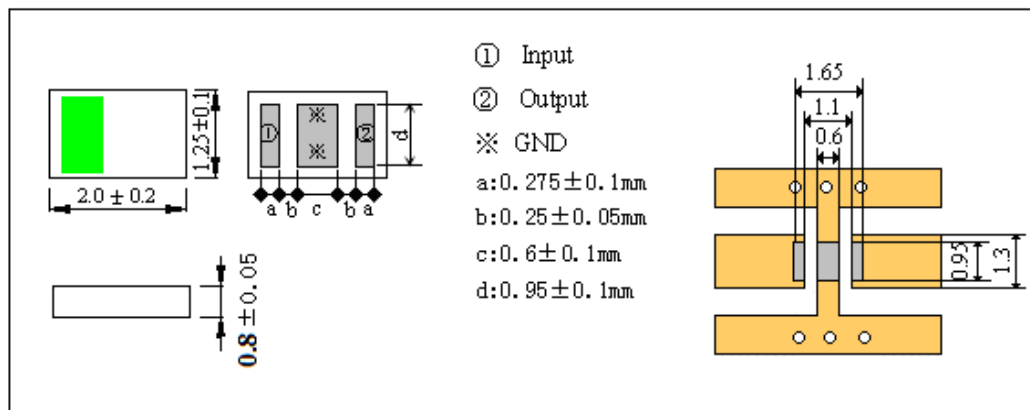 ① Input
② Output
※ GND
a:0.275±0.1mm
b:0.25±0.05mm
c:0.6±0.1mm
d:0.95±0.1mm
1.25±0.1
2.0 ± 0.2
0.8 ±0.05
① ※ ※ ②
d
a b c b a
1.65
1.1
0.6
0.95
1.3